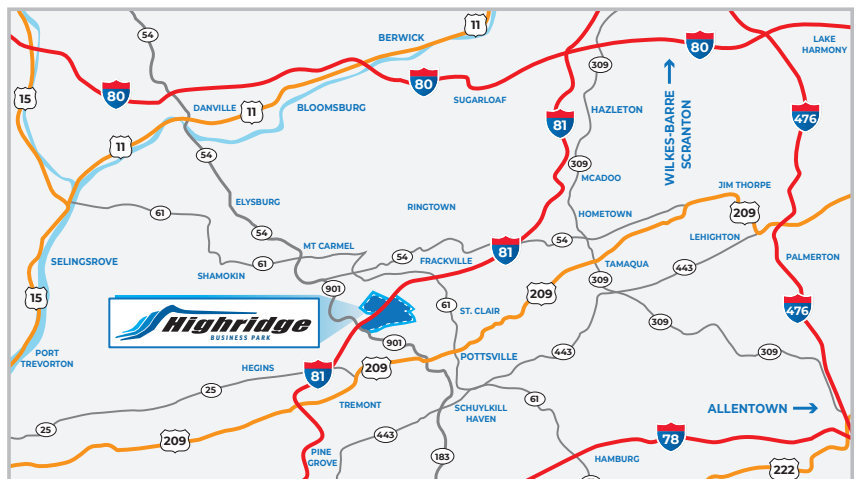 11
54
BERWICK
80
LAKE
HARMONY
309
80
15
80
DANVILLE
11
BLOOMSBURG
SUGARLOAF
HAZLETON
WILKES-BARRE
SCRANTON
476
81
11
54
309
MCADOO
JIM THORPE
ELYSBURG
RINGTOWN
HOMETOWN
209
61
54
MT CARMEL
54
81
54
LEHIGHTON
SELINGSROVE
SHAMOKIN
61
FRACKVILLE
TAMAQUA
443
PALMERTON
309
15
901
61
ST. CLAIR
209
476
Highridge
BUSINESS PARK
309
901
PORT
TREVORTON
HEGINS
81
209
POTTSVILLE
443
309
25
TREMONT
SCHUYLKILL
HAVEN
61
ALLENTOWN
25
209
443
78
PINE
GROVE
183
HAMBURG
222